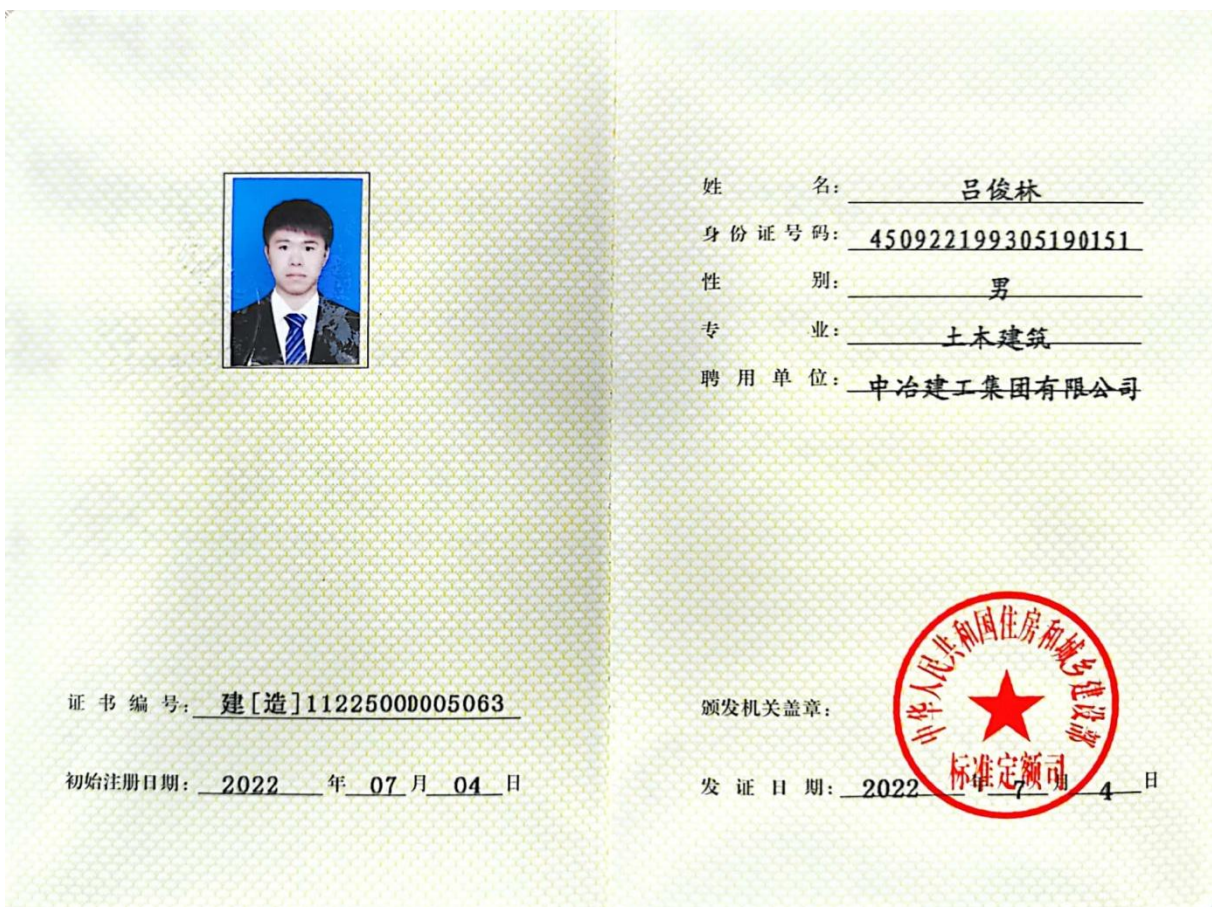 姓名：吕俊林
身份证号码：450922199305190151
性别：男
专业：土木建筑
聘用单位：中冶建工集团有限公司
证书编号：建[造]1122500D005063
初始注册日期：2022年07月04日
颁发机关盖章：
中华人民共和国住房和城乡建设部
标准定额司
发证日期：2022年7月4日